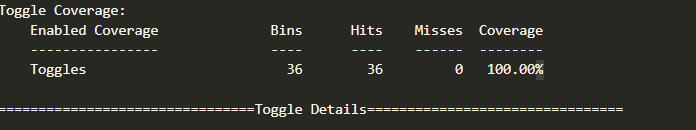 Toggle Coverage:
    Enabled Coverage              Bins      Hits    Misses  Coverage
    ----------------              ----      ----    ------  --------
    Toggles                         36        36         0   100.00%
================================Toggle Details================================